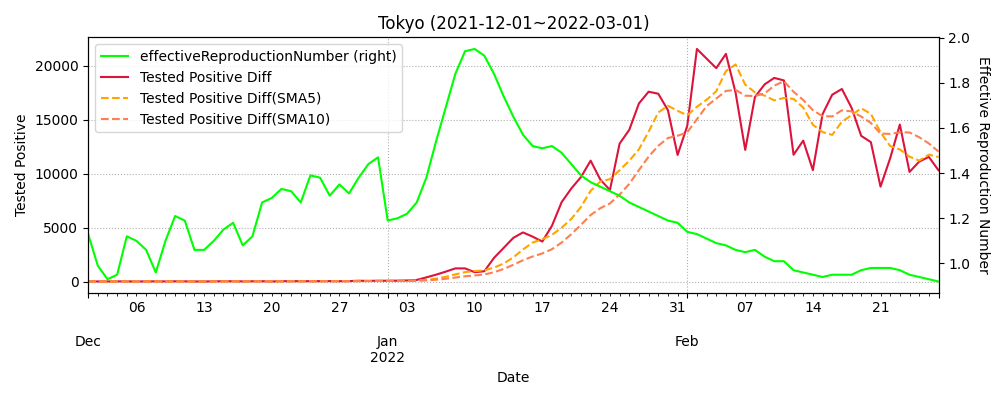 Tokyo (2021-12-01~2022-03-01)
effectiveReproductionNumber (right)
Tested Positive Diff
Tested Positive Diff(SMA5)
Tested Positive Diff(SMA10)
Tested Positive
20000
15000
10000
5000
0
Effective Reproduction Number
2.0
1.8
1.6
1.4
1.2
1.0
06 13 20 27 03 10 17 24 31 07 14 21
Dec Jan Feb
2022
Date